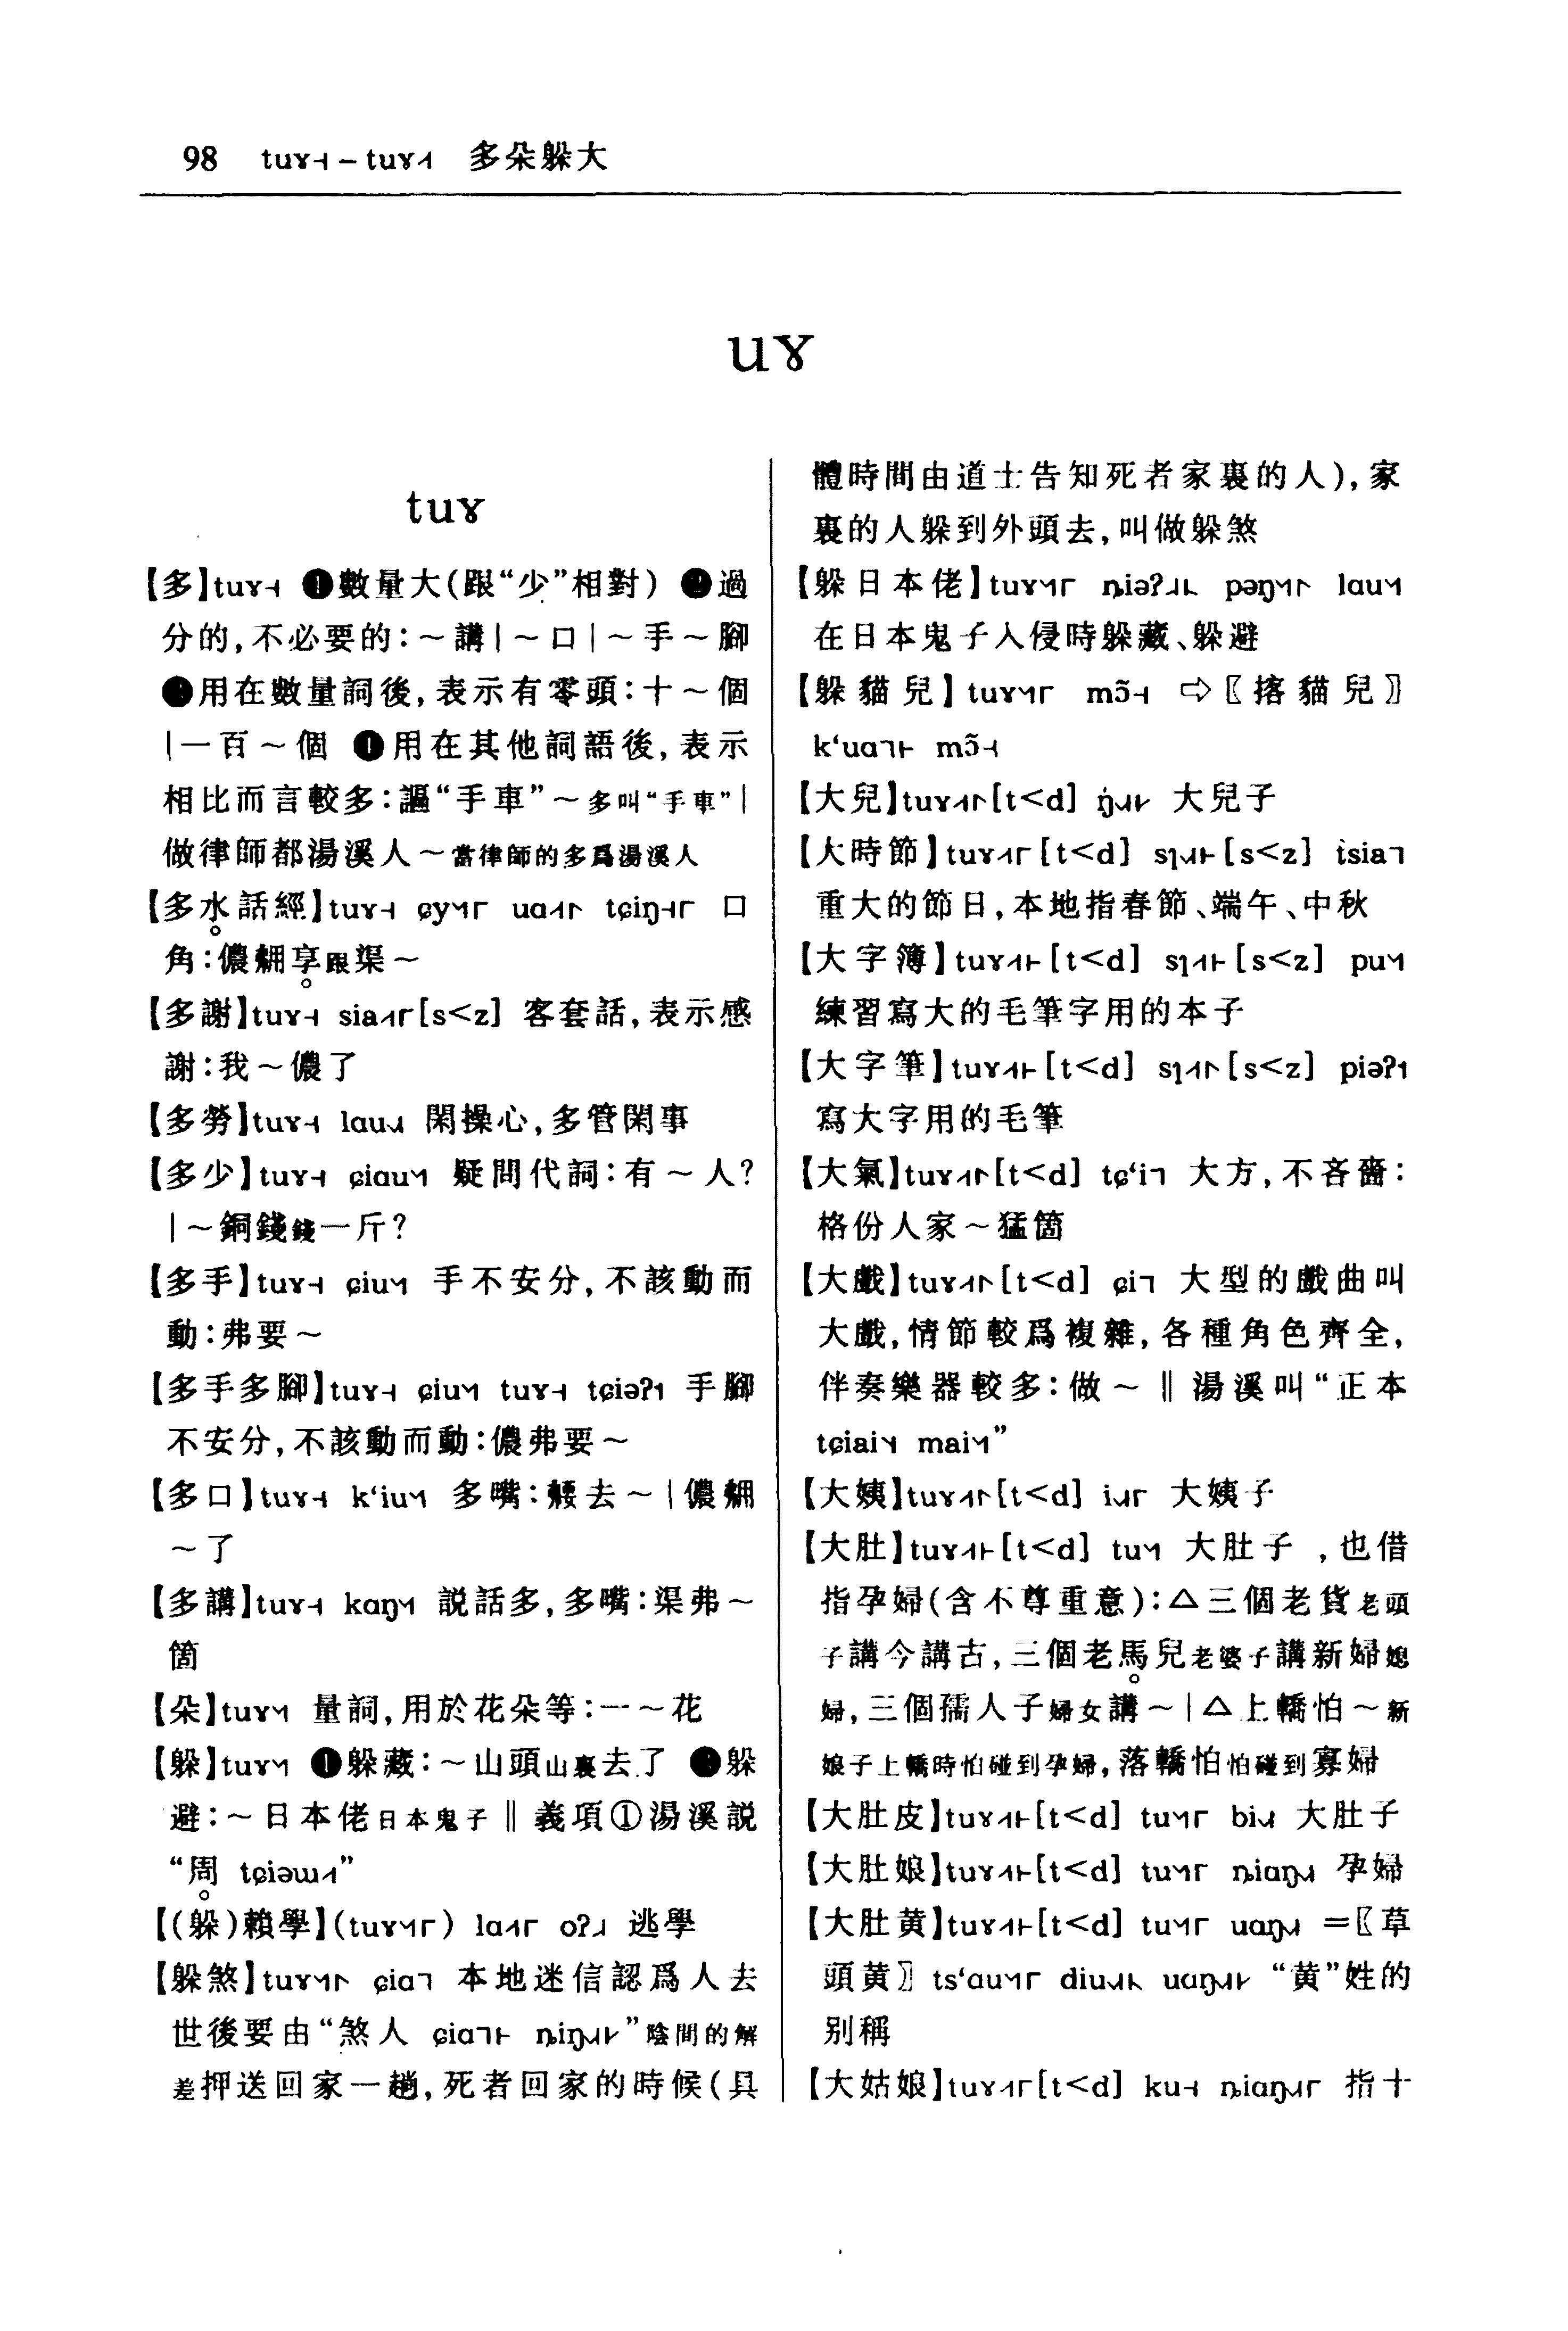 98 tuɤ˧ – tuɤ˧˥ 多朵躲大
uɤ
tuɤ
【多】tuɤ ❶數量大(跟“少”相對) ❷過
分的,不必要的:～講|～口|～手～腳
❸用在數量詞後,表示有零頭:十～個
|一百～個 ❹用在其他詞語後,表示
相比而言較多:謳“手車”～多叫“手車”|
做律師都湯溪人～當律師的多爲湯溪人
【多水話經】tuɤ ɕy uɑ tɕiŋ 口
角:儂覅享跟渠～
【多謝】tuɤ sia[s<z] 客套話,表示感
謝:我～儂了
【多勞】tuɤ lɑu 閑操心,多管閑事
【多少】tuɤ ɕiɑu 疑問代詞:有～人?
|～銅錢錢一斤?
【多手】tuɤ ɕiu 手不安分,不該動而
動:弗要～
【多手多腳】tuɤ ɕiu tuɤ tɕiəʔ 手腳
不安分,不該動而動:儂弗要～
【多口】tuɤ k‘iu 多嘴:覅去～|儂
～了
【多講】tuɤ kɑŋ 説話多,多嘴:渠弗～
箇
【朵】tuɤ 量詞,用於花朵等:一～花
【躲】tuɤ ❶躲藏:～山頭山裏去了 ❷躲
避:～日本佬日本鬼子‖義項①湯溪説
“周 tɕiəɯ”
【(躲)賴學】(tuɤ) lɑ oʔ 逃學
【躲煞】tuɤ ɕiɑ 本地迷信認爲人去
世後要由“煞人 ɕiɑ ȵiŋ”陰間的解
差押送回家一趟,死者回家的時候(具
體時間由道士告知死者家裏的人),家
裏的人躲到外頭去,叫做躲煞
【躲日本佬】tuɤ ȵiəʔ pəŋ lɑu
在日本鬼子入侵時躲藏、躲避
【躲貓兒】tuɤ mɔ̃ ⇨〖揢貓兒〗
k‘uɑ mɔ̃
【大兒】tuɤ[t<d] ŋ̍ 大兒子
【大時節】tuɤ[t<d] sɿ[s<z] tsia
重大的節日,本地指春節、端午、中秋
【大字簿】tuɤ[t<d] sɿ[s<z] pu
練習寫大的毛筆字用的本子
【大字筆】tuɤ[t<d] sɿ[s<z] piəʔ
寫大字用的毛筆
【大氣】tuɤ[t<d] tɕ‘i 大方,不吝嗇:
格份人家～猛箇
【大戲】tuɤ[t<d] ɕi 大型的戲曲叫
大戲,情節較爲複雜,各種角色齊全,
伴奏樂器較多:做～‖湯溪叫“正本
tɕiai mai”
【大姨】tuɤ[t<d] i 大姨子
【大肚】tuɤ[t<d] tu 大肚子 ,也借
指孕婦(含不尊重意):△三個老貨老頭
子講今講古,三個老馬兒老婆子講新婦媳
婦,三個孺人子婦女講～|△上轎怕～新
娘子上轎時怕碰到孕婦,落轎怕怕碰到寡婦
【大肚皮】tuɤ[t<d] tu bi 大肚子
【大肚娘】tuɤ[t<d] tu ȵiɑŋ 孕婦
【大肚黄】tuɤ[t<d] tu uɑŋ =〖草
頭黄〗 ts‘ɑu diu uɑŋ “黄”姓的
别稱
【大姑娘】tuɤ[t<d] ku ȵiɑŋ 指十